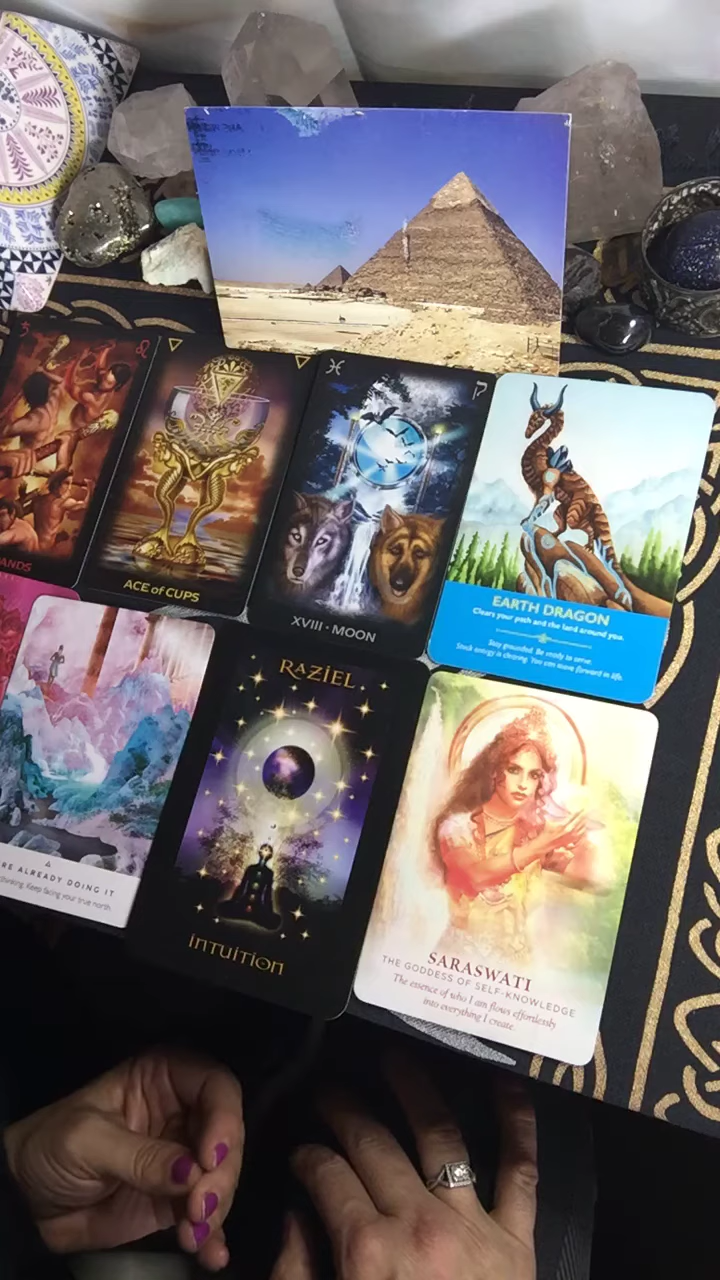 ANDS
ACE of CUPS
XVIII · MOON
EARTH DRAGON
Clears your path and the land around you.
Stay grounded. Be ready to serve.
Stuck energy is clearing. You can move forward in life.
RE ALREADY DOING IT
thinking. Keep facing your true north.
RAZIEL
INTUITION
SARASWATI
THE GODDESS OF SELF-KNOWLEDGE
The essence of who I am flows effortlessly
into everything I create.